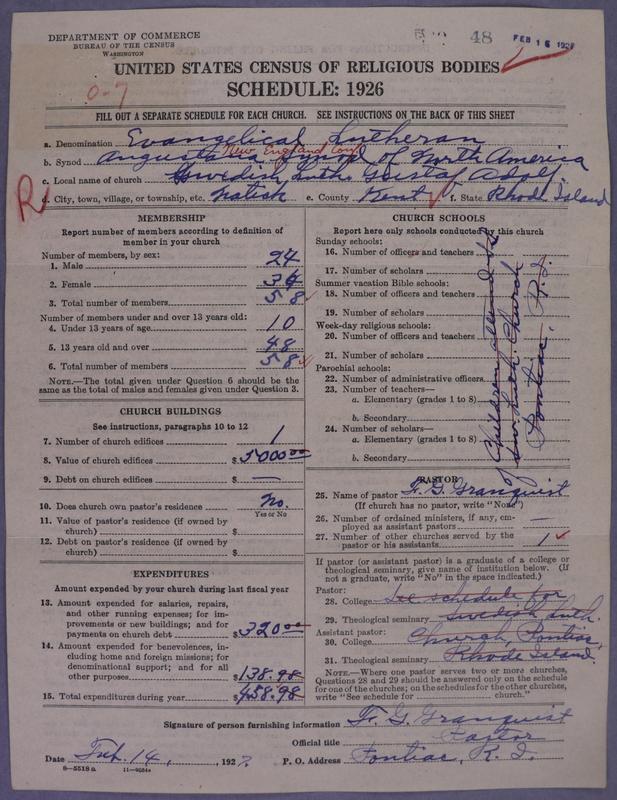 DEPARTMENT OF COMMERCE
BUREAU OF THE CENSUS
WASHINGTON
48
FEB 16 192
UNITED STATES CENSUS OF RELIGIOUS BODIES
SCHEDULE: 1926
0-7
FILL OUT A SEPARATE SCHEDULE FOR EACH CHURCH. SEE INSTRUCTIONS ON THE BACK OF THIS SHEET
a. Denomination Evangelical Lutheran
New England Conf.
b. Synod Augustana Synod of North America
c. Local name of church Swedish Luth. Gustaf Adolf.
R
d. City, town, village, or township, etc. Natick e. County Kent f. State Rhode Island
MEMBERSHIP
Report number of members according to definition of member in your church
Number of members, by sex:
1. Male 24
2. Female 34
3. Total number of members 58
Number of members under and over 13 years old:
4. Under 13 years of age 10
5. 13 years old and over 48
6. Total number of members 58
NOTE.—The total given under Question 6 should be the same as the total of males and females given under Question 3.
CHURCH BUILDINGS
See instructions, paragraphs 10 to 12
7. Number of church edifices 1
8. Value of church edifices $5000 00
9. Debt on church edifices $ —
10. Does church own pastor's residence No.
Yes or No
11. Value of pastor's residence (if owned by church) $
12. Debt on pastor's residence (if owned by church) $
EXPENDITURES
Amount expended by your church during last fiscal year
13. Amount expended for salaries, repairs, and other running expenses; for improvements or new buildings; and for payments on church debt $320 00
14. Amount expended for benevolences, including home and foreign missions; for denominational support; and for all other purposes $138.98
15. Total expenditures during year $458.98
CHURCH SCHOOLS
Report here only schools conducted by this church
Sunday schools:
16. Number of officers and teachers
17. Number of scholars
Summer vacation Bible schools:
18. Number of officers and teachers
19. Number of scholars
Week-day religious schools:
20. Number of officers and teachers
21. Number of scholars
Parochial schools:
22. Number of administrative officers
23. Number of teachers—
a. Elementary (grades 1 to 8)
b. Secondary
24. Number of scholars—
a. Elementary (grades 1 to 8)
b. Secondary
Children attend SS
of Sw. Luth. Church
Pontiac, R. I.
PASTOR
25. Name of pastor F. G. Granquist
(If church has no pastor, write "None")
26. Number of ordained ministers, if any, employed as assistant pastors —
27. Number of other churches served by the pastor or his assistants 1
If pastor (or assistant pastor) is a graduate of a college or theological seminary, give name of institution below. (If not a graduate, write "No" in the space indicated.)
Pastor:
28. College See schedule for
29. Theological seminary Swedish Luth.
Assistant pastor:
30. College Church, Pontiac,
31. Theological seminary Rhode Island.
NOTE.—Where one pastor serves two or more churches, Questions 28 and 29 should be answered only on the schedule for one of the churches; on the schedules for the other churches, write "See schedule for ............ church."
Signature of person furnishing information F. G. Granquist
Official title Pastor
Date Feb. 14, 1927. P. O. Address Pontiac, R. I.
8—5518 a 11—9034